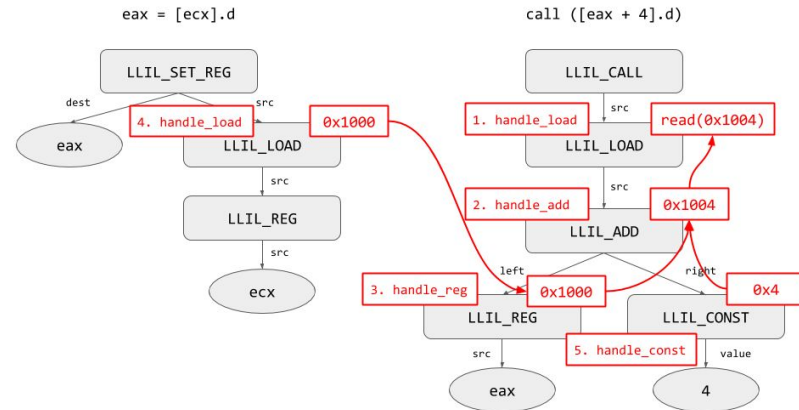 eax = [ecx].d
call ([eax + 4].d)
LLIL_SET_REG
LLIL_CALL
dest
src
src
4. handle_load
0x1000
1. handle_load
read(0x1004)
eax
LLIL_LOAD
LLIL_LOAD
src
src
2. handle_add
0x1004
LLIL_REG
LLIL_ADD
src
left
right
3. handle_reg
0x1000
0x4
ecx
LLIL_REG
LLIL_CONST
src
5. handle_const
value
eax
4